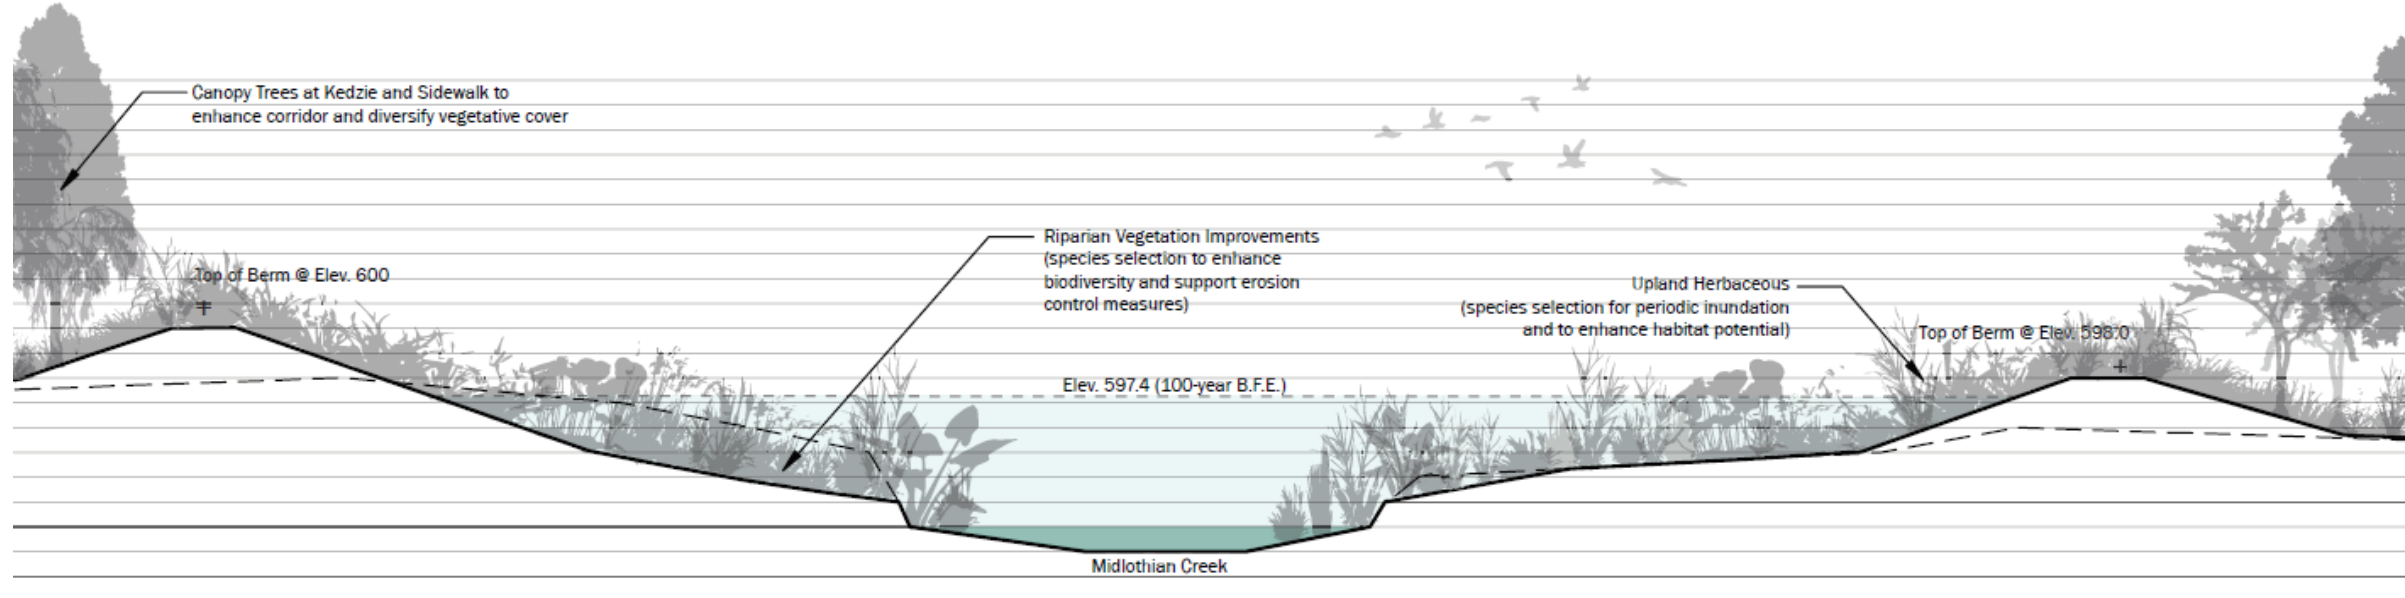 Canopy Trees at Kedzie and Sidewalk to
enhance corridor and diversify vegetative cover
Riparian Vegetation Improvements
(species selection to enhance
biodiversity and support erosion
control measures)
Top of Berm @ Elev. 600
Upland Herbaceous
(species selection for periodic inundation
and to enhance habitat potential)
Top of Berm @ Elev. 598.0
Elev. 597.4 (100-year B.F.E.)
Midlothian Creek